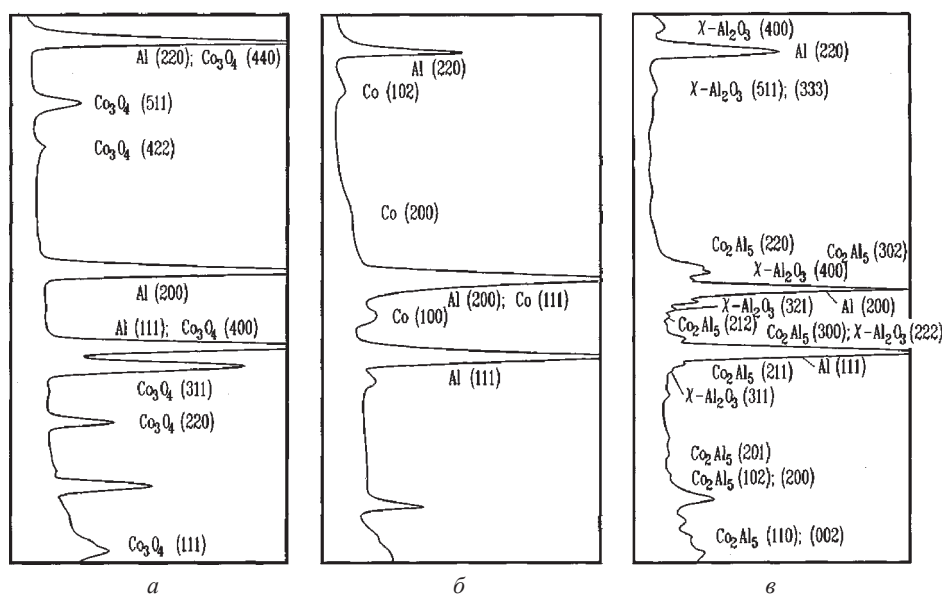 Al (220); Co₃O₄ (440)
Co₃O₄ (511)
Co₃O₄ (422)
Al (200)
Al (111); Co₃O₄ (400)
Co₃O₄ (311)
Co₃O₄ (220)
Co₃O₄ (111)
а
Al (220)
Co (102)
Co (200)
Al (200); Co (111)
Co (100)
Al (111)
б
χ-Al₂O₃ (400)
Al (220)
χ-Al₂O₃ (511); (333)
Co₂Al₅ (220)
Co₂Al₅ (302)
χ-Al₂O₃ (400)
χ-Al₂O₃ (321)
Al (200)
Co₂Al₅ (212)
Co₂Al₅ (300); χ-Al₂O₃ (222)
Co₂Al₅ (211)
Al (111)
χ-Al₂O₃ (311)
Co₂Al₅ (201)
Co₂Al₅ (102); (200)
Co₂Al₅ (110); (002)
в